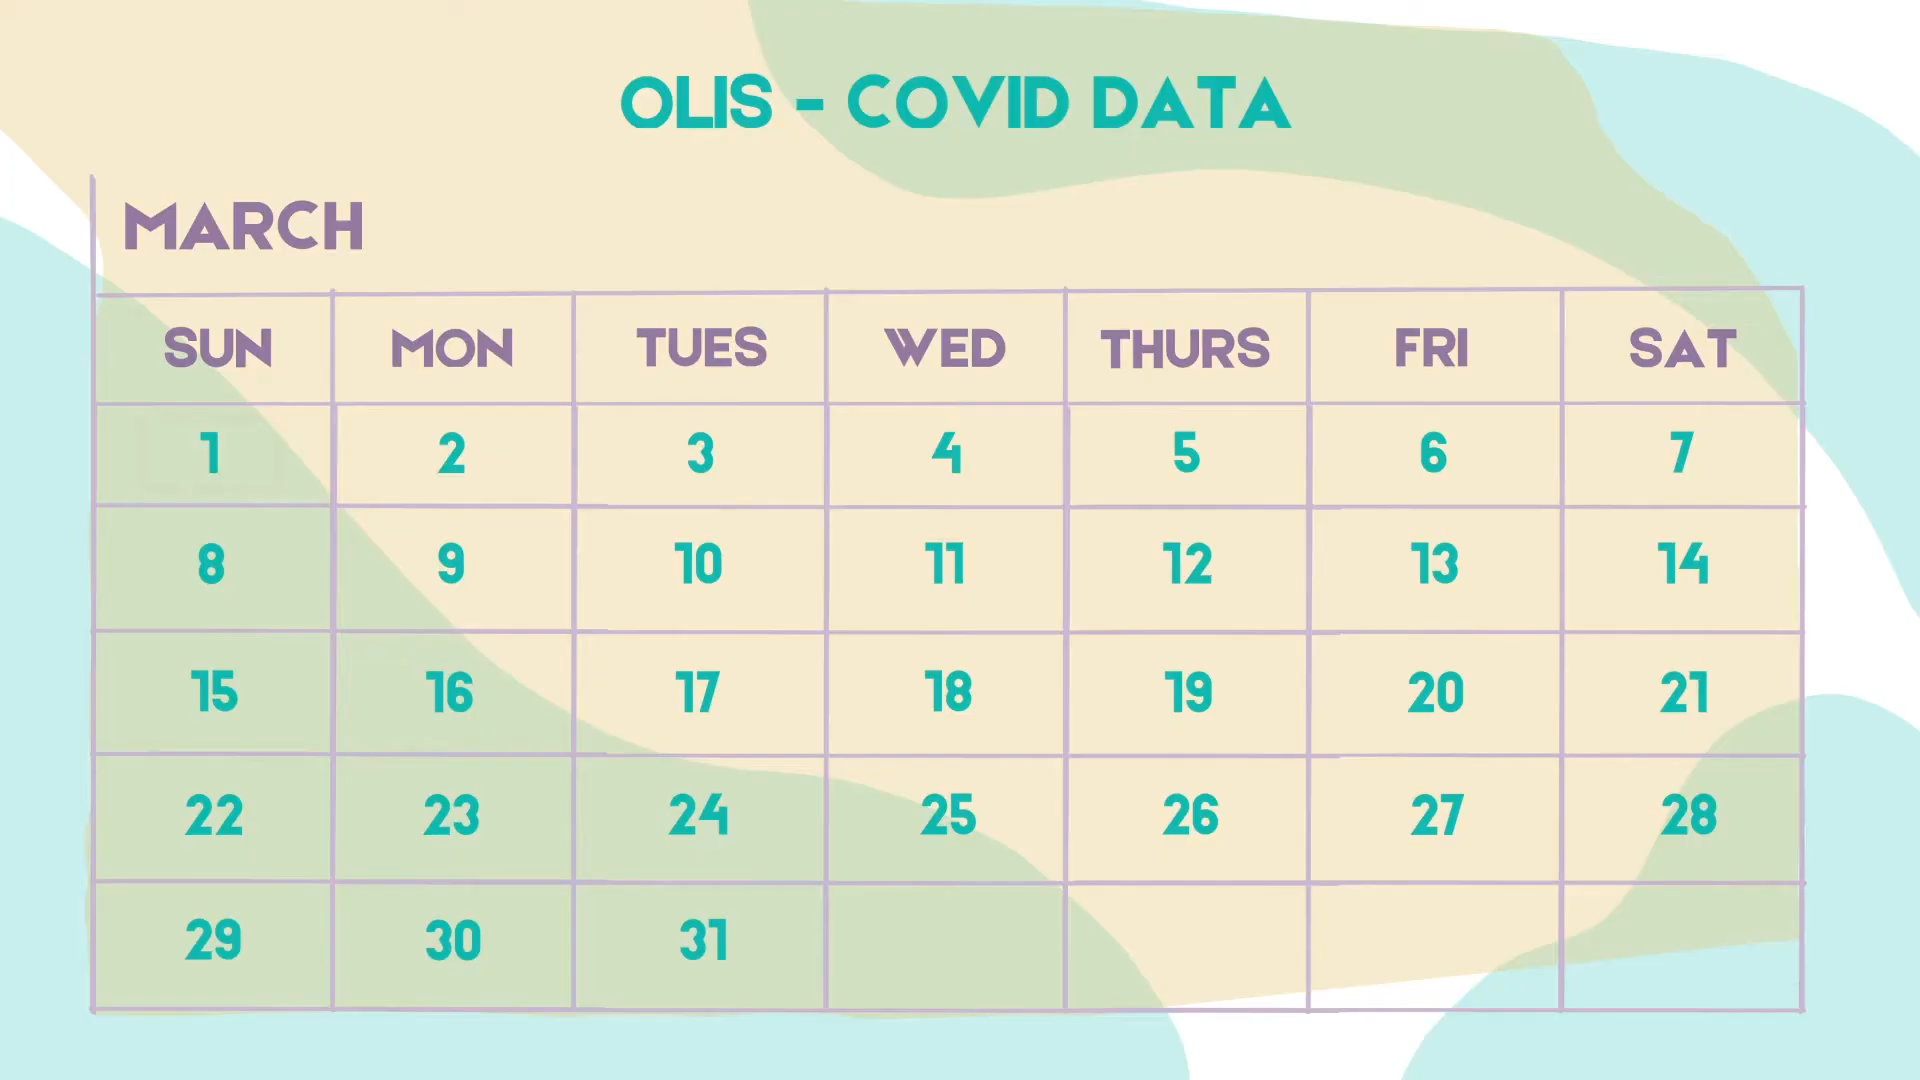 OLIS - COVID DATA
MARCH
SUN MON TUES WED THURS FRI SAT
1 2 3 4 5 6 7
8 9 10 11 12 13 14
15 16 17 18 19 20 21
22 23 24 25 26 27 28
29 30 31